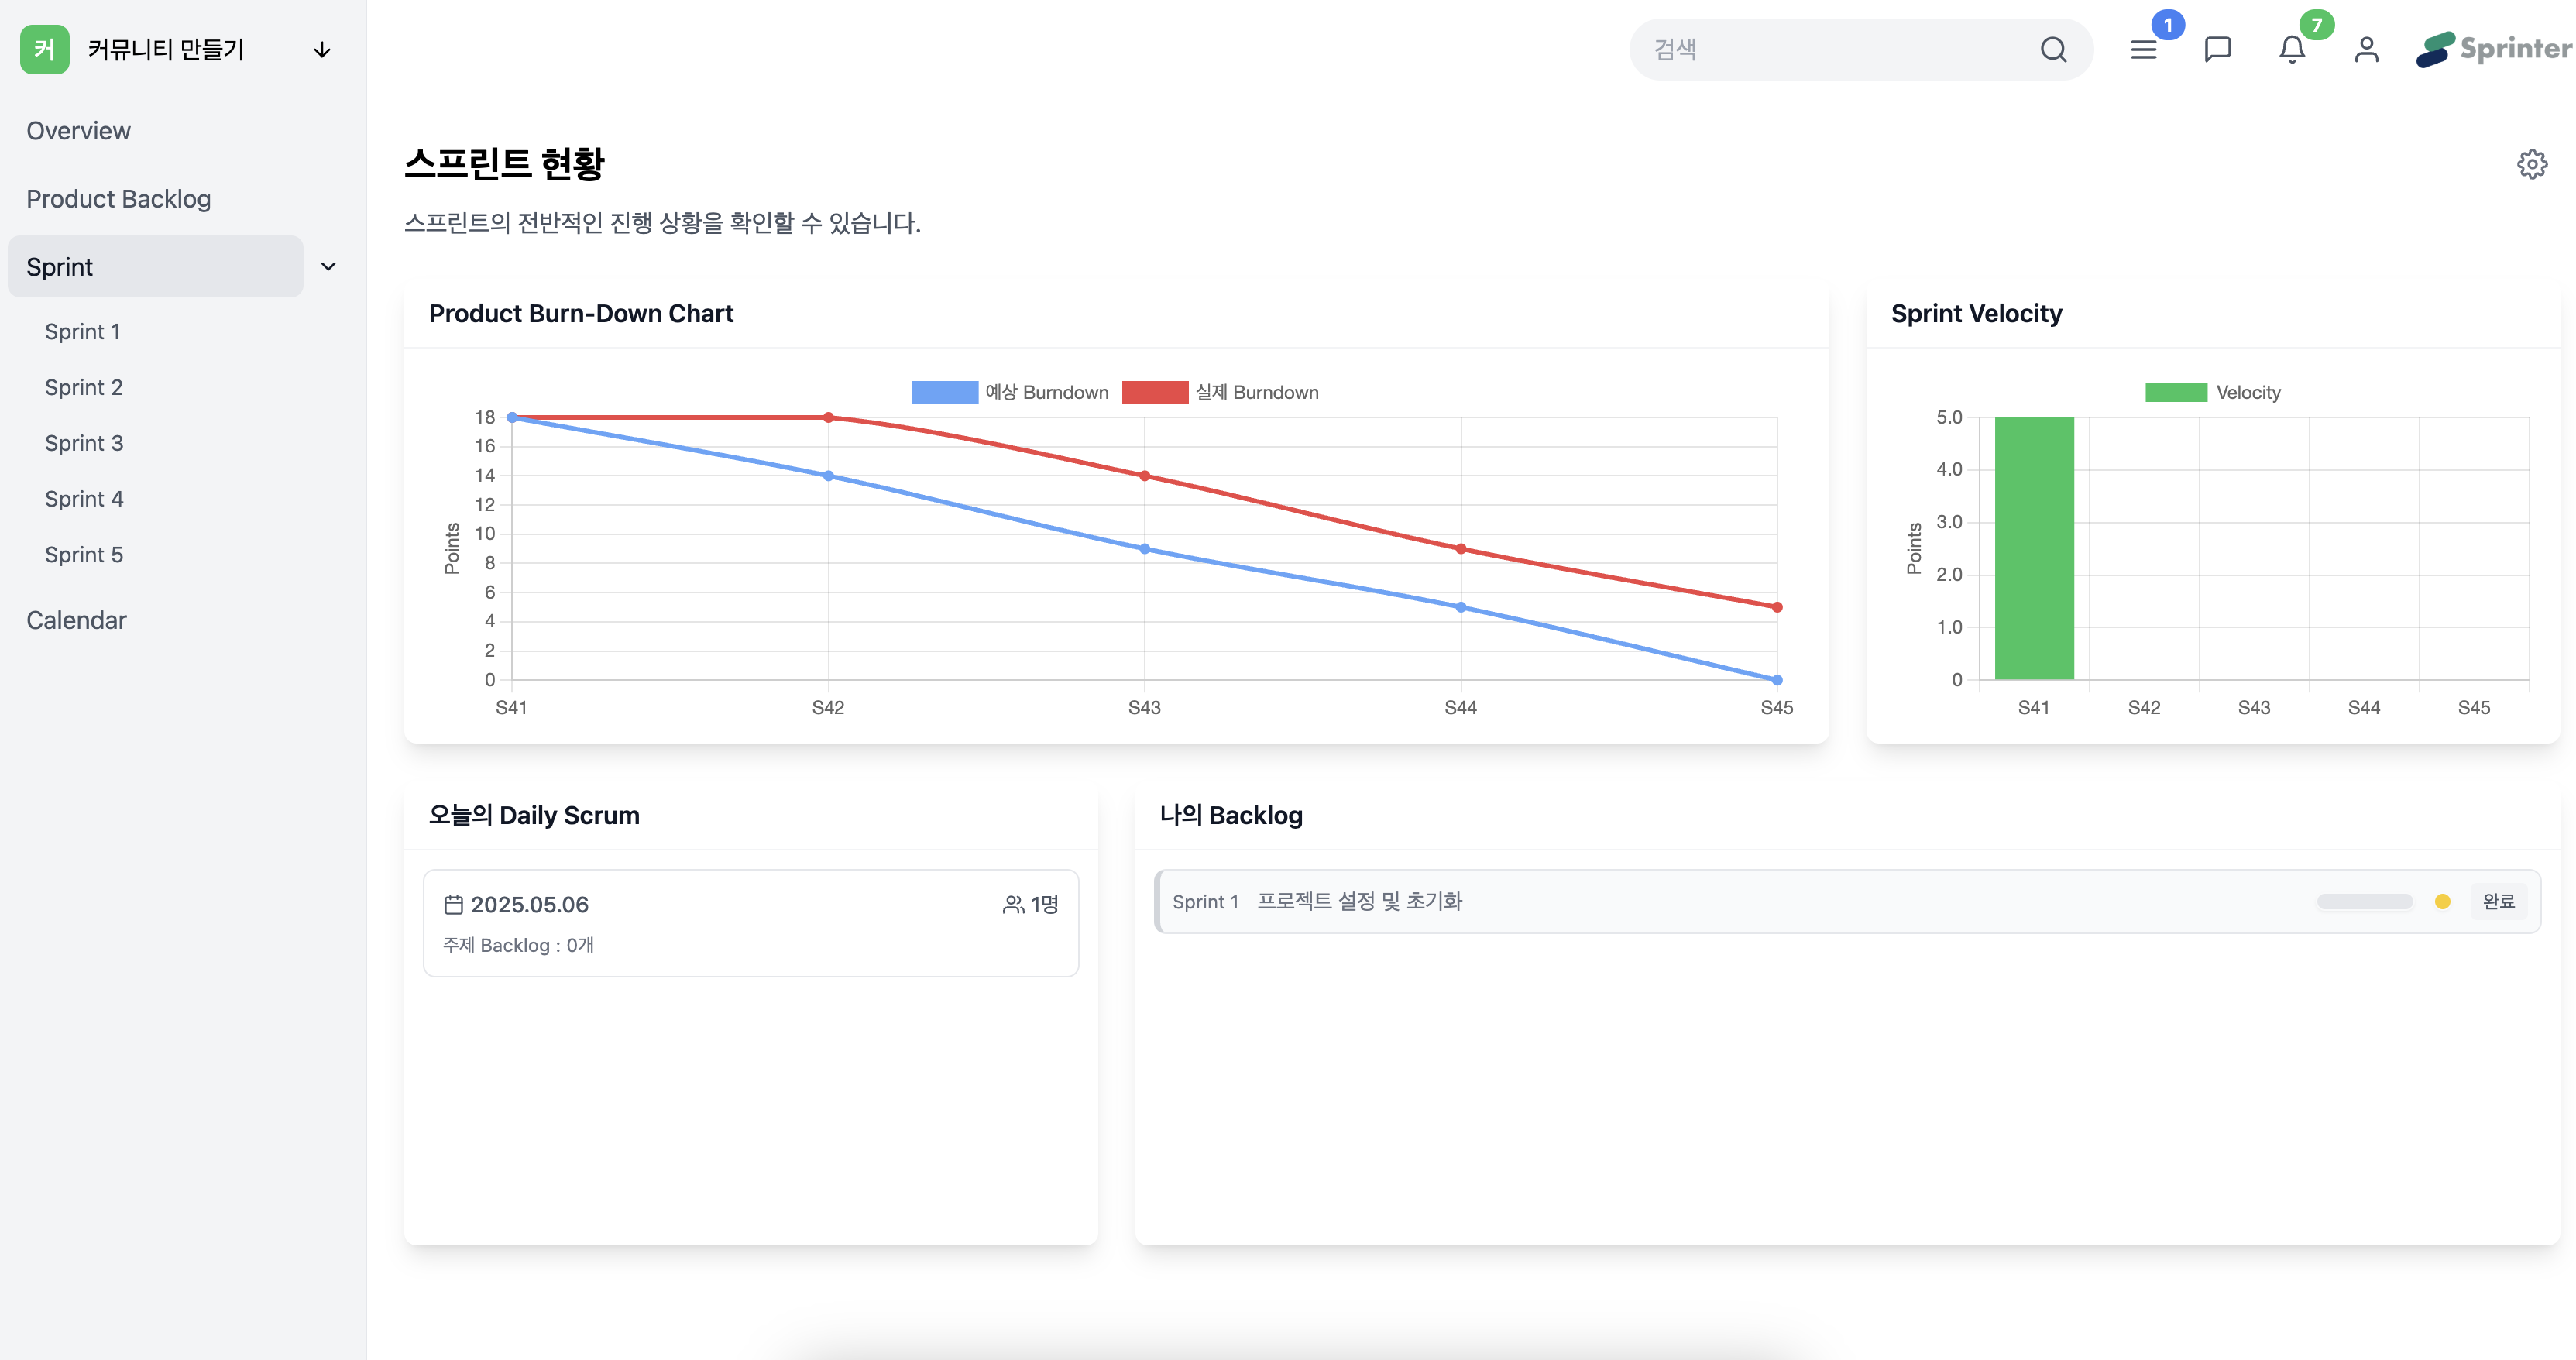 커 커뮤니티 만들기
검색
1
7
Sprinter
Overview
Product Backlog
Sprint
Sprint 1
Sprint 2
Sprint 3
Sprint 4
Sprint 5
Calendar
스프린트 현황
스프린트의 전반적인 진행 상황을 확인할 수 있습니다.
Product Burn-Down Chart
예상 Burndown 실제 Burndown
Points
18
16
14
12
10
8
6
4
2
0
S41 S42 S43 S44 S45
Sprint Velocity
Velocity
Points
5.0
4.0
3.0
2.0
1.0
0
S41 S42 S43 S44 S45
오늘의 Daily Scrum
2025.05.06 1명
주제 Backlog : 0개
나의 Backlog
Sprint 1 프로젝트 설정 및 초기화 완료